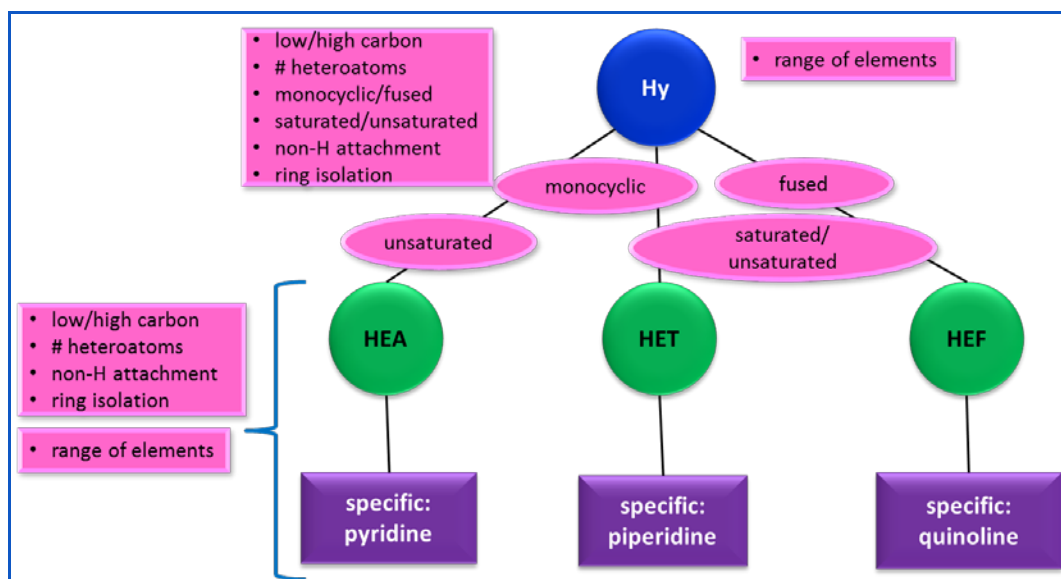 • low/high carbon
• # heteroatoms
• monocyclic/fused
• saturated/unsaturated
• non-H attachment
• ring isolation
Hy
• range of elements
monocyclic
fused
unsaturated
saturated/
unsaturated
• low/high carbon
• # heteroatoms
• non-H attachment
• ring isolation
• range of elements
HEA
HET
HEF
specific:
pyridine
specific:
piperidine
specific:
quinoline